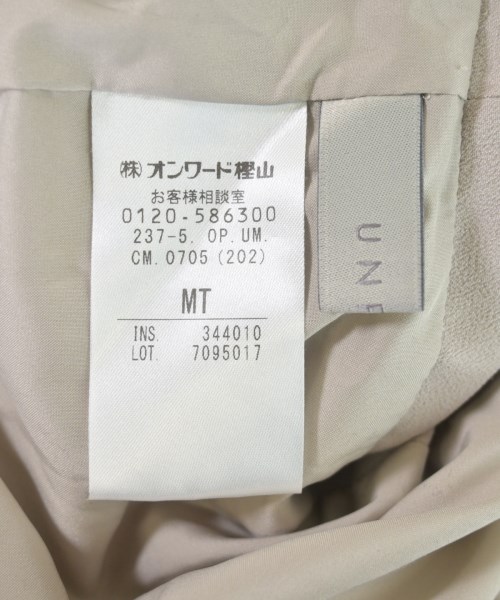 (株)オンワード樫山
お客様相談室
0120-586300
237-5. OP. UM.
CM. 0705 (202)
MT
INS. 344010
LOT. 7095017